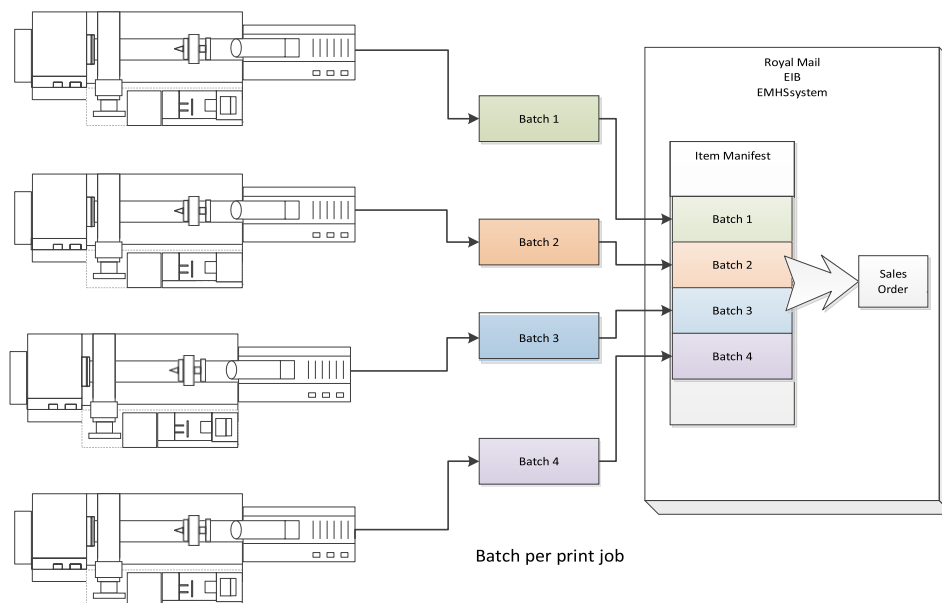 Royal Mail
EIB
EMHSsystem
Item Manifest
Batch 1
Batch 1
Batch 2
Batch 2
Sales
Order
Batch 3
Batch 3
Batch 4
Batch 4
Batch per print job